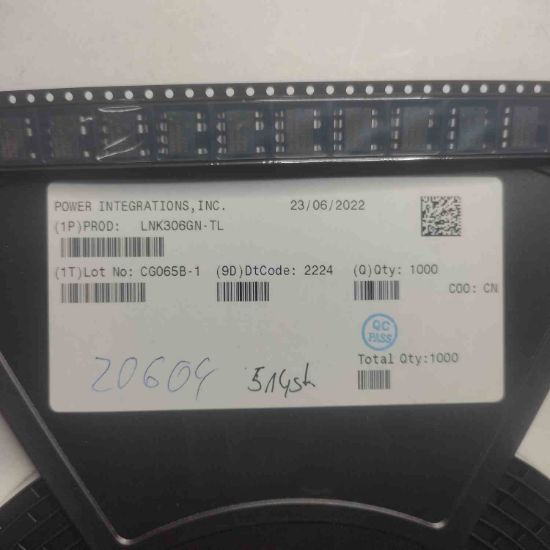 POWER INTEGRATIONS,INC. 23/06/2022
(1P)PROD: LNK306GN-TL
(1T)Lot No: CG065B-1 (9D)DtCode: 2224 (Q)Qty: 1000
COO: CN
QC
PASS
Total Qty:1000
20604